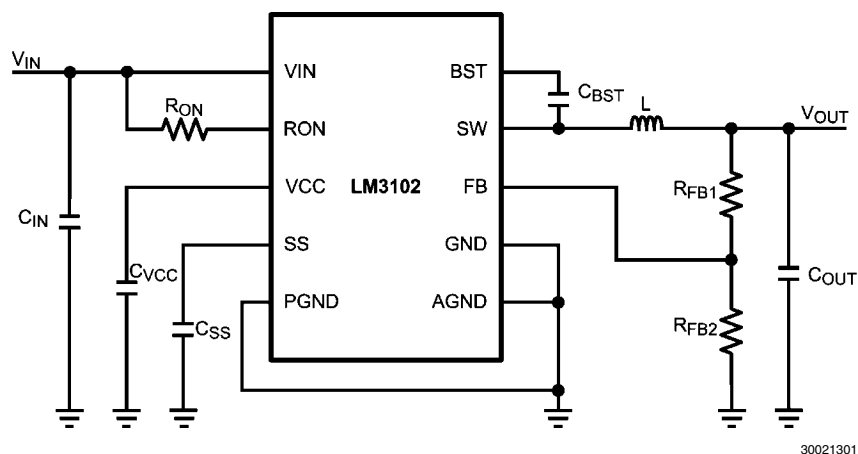 VIN
VIN
BST
CBST
L
VOUT
RON
RON
SW
VCC
LM3102
FB
RFB1
CIN
SS
GND
CVCC
COUT
PGND
AGND
CSS
RFB2
30021301